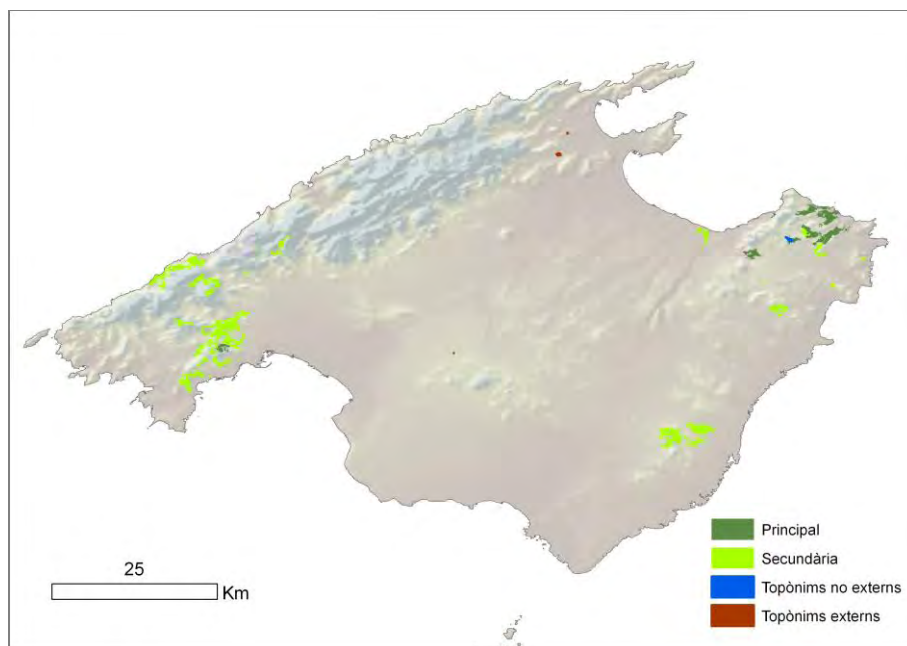 Principal
Secundària
Topònims no externs
Topònims externs
25
Km